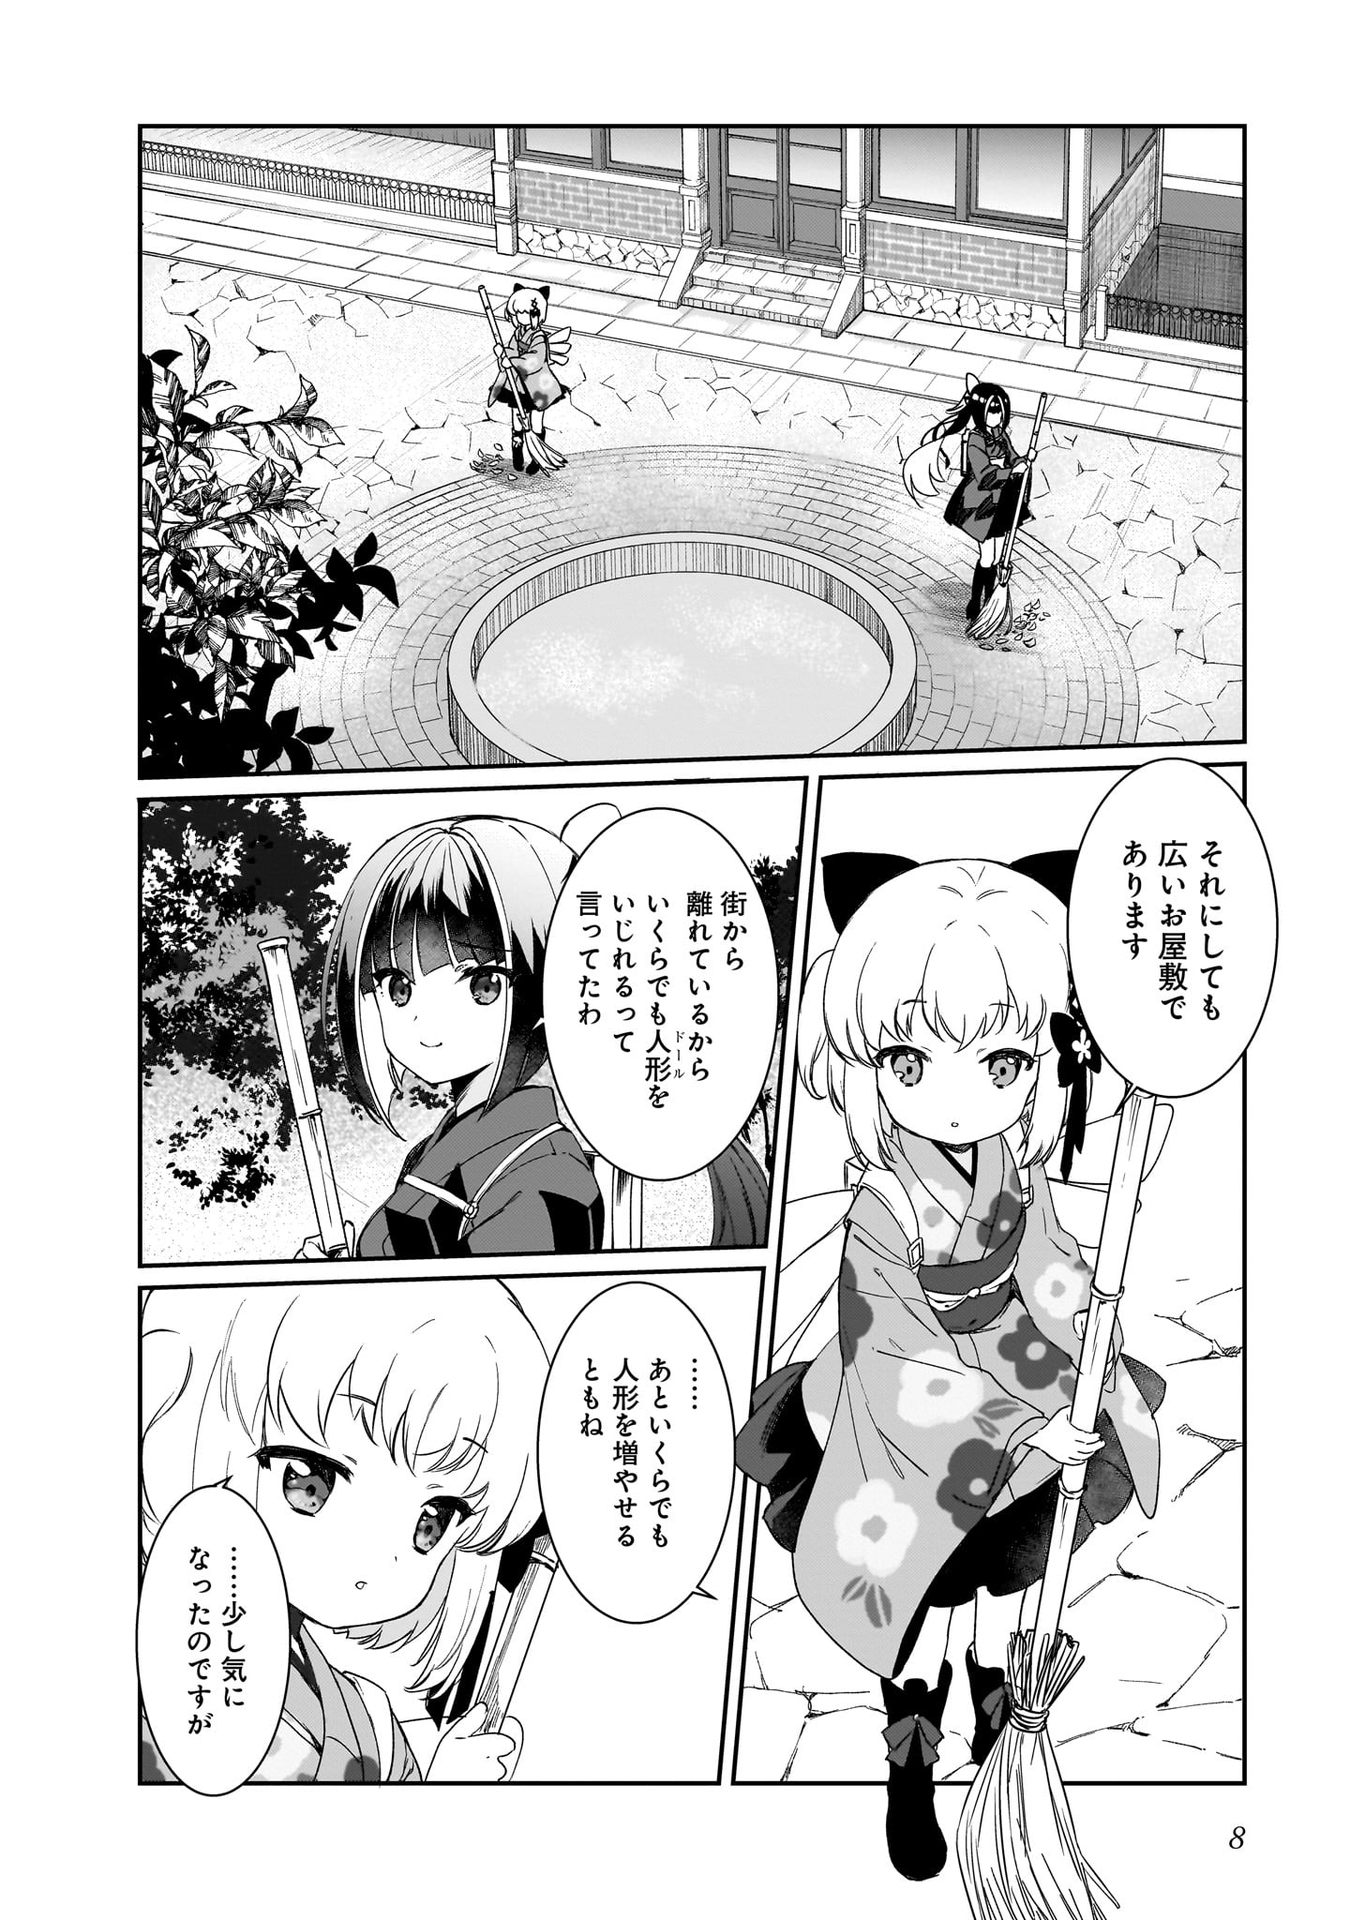 それにしても
広いお屋敷で
あります
街から
離れているから
いくらでも人形を
ドール
いじれるって
言ってたわ
……
あといくらでも
人形を増やせる
ともね
……少し気に
なったのですが
8